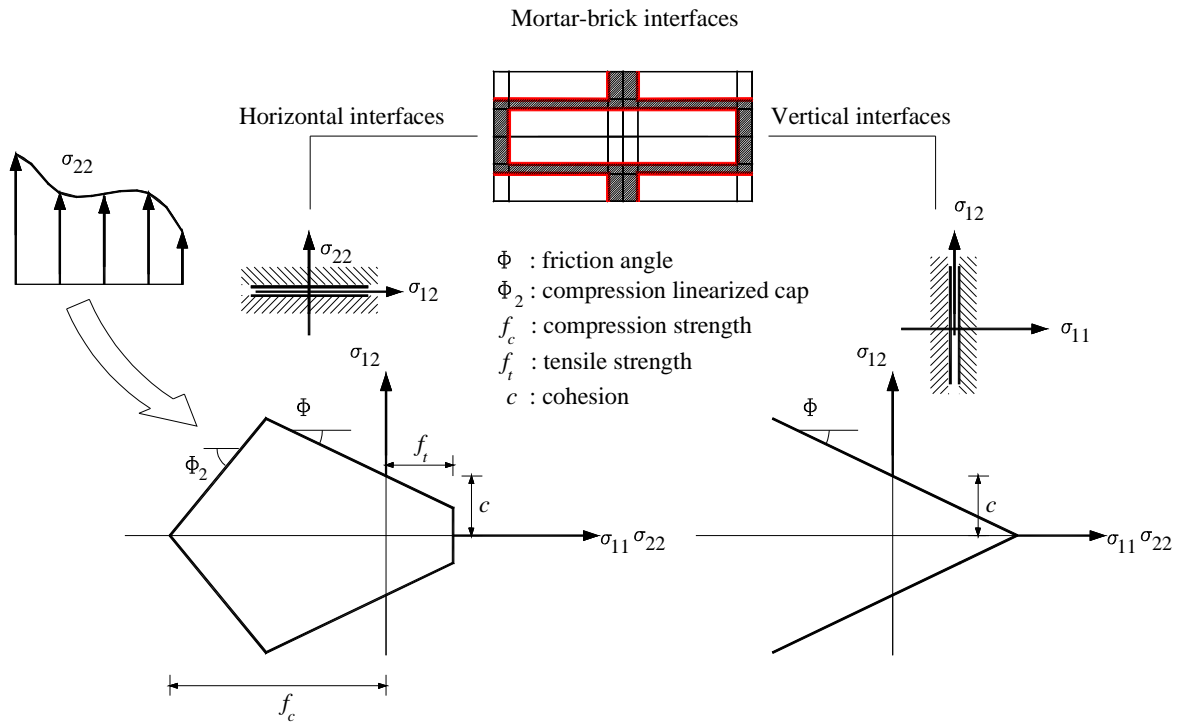 Mortar-brick interfaces
Horizontal interfaces
Vertical interfaces
σ22
σ12
σ22
σ12
σ11
Φ : friction angle
Φ2 : compression linearized cap
fc : compression strength
ft : tensile strength
c : cohesion
σ12
Φ
Φ2
ft
c
σ11 σ22
fc
σ12
Φ
c
σ11 σ22